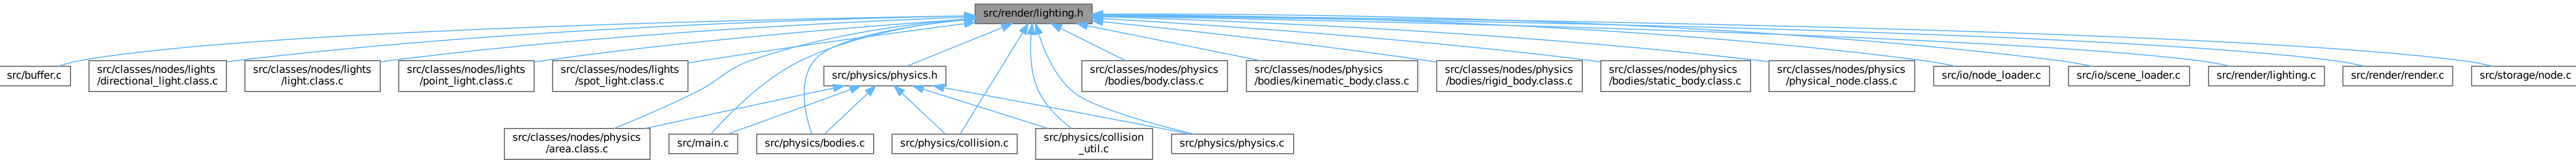 src/render/lighting.h
src/buffer.c
src/classes/nodes/lights
/directional_light.class.c
src/classes/nodes/lights
/light.class.c
src/classes/nodes/lights
/point_light.class.c
src/classes/nodes/lights
/spot_light.class.c
src/physics/physics.h
src/classes/nodes/physics
/bodies/body.class.c
src/classes/nodes/physics
/bodies/kinematic_body.class.c
src/classes/nodes/physics
/bodies/rigid_body.class.c
src/classes/nodes/physics
/bodies/static_body.class.c
src/classes/nodes/physics
/physical_node.class.c
src/io/node_loader.c
src/io/scene_loader.c
src/render/lighting.c
src/render/render.c
src/storage/node.c
src/classes/nodes/physics
/area.class.c
src/main.c
src/physics/bodies.c
src/physics/collision.c
src/physics/collision
_util.c
src/physics/physics.c